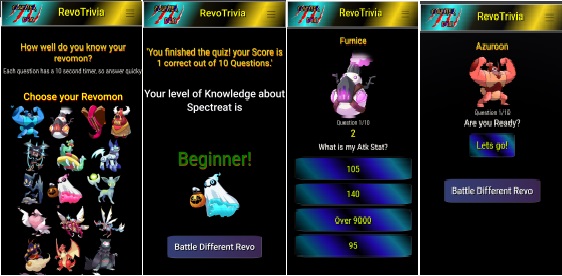 RevoTrivia
How well do you know your
revomon?
Each question has a 10 second timer, so answer quicky
Choose your Revomon
RevoTrivia
'You finished the quiz! your Score is
1 correct out of 10 Questions.'
Your level of Knowledge about
Spectreat is
Beginner!
Battle Different Revo
RevoTrivia
Furnice
Question 1/10
2
What is my Atk Stat?
105
140
Over 9000
95
RevoTrivia
Azuroon
Question 1/10
Are you Ready?
Lets go!
Battle Different Revo